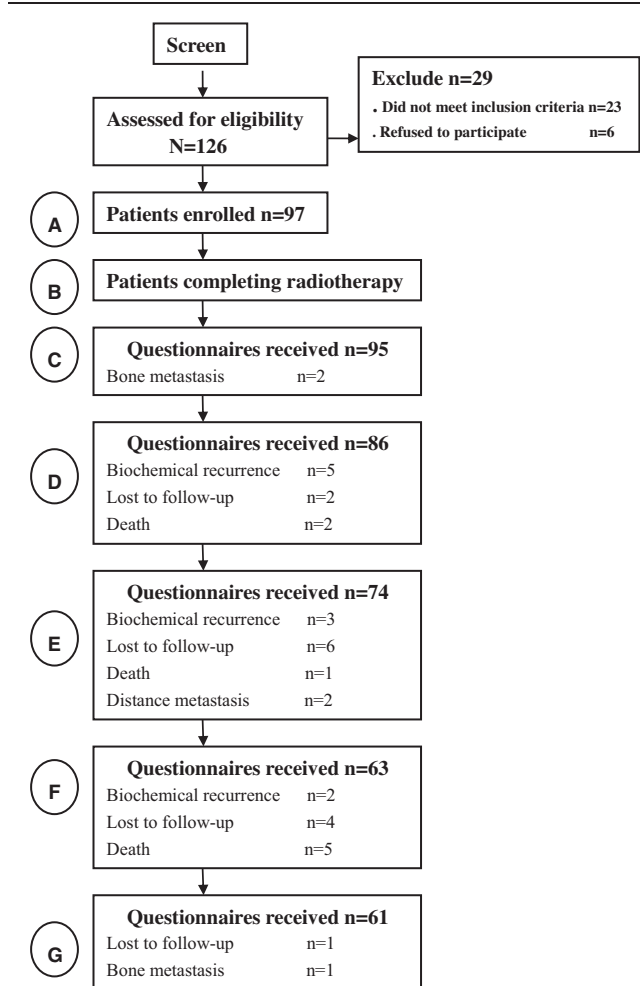 Screen
Exclude n=29
. Did not meet inclusion criteria n=23
. Refused to participate n=6
Assessed for eligibility
N=126
A
Patients enrolled n=97
B
Patients completing radiotherapy
C
Questionnaires received n=95
Bone metastasis n=2
D
Questionnaires received n=86
Biochemical recurrence n=5
Lost to follow-up n=2
Death n=2
E
Questionnaires received n=74
Biochemical recurrence n=3
Lost to follow-up n=6
Death n=1
Distance metastasis n=2
F
Questionnaires received n=63
Biochemical recurrence n=2
Lost to follow-up n=4
Death n=5
G
Questionnaires received n=61
Lost to follow-up n=1
Bone metastasis n=1